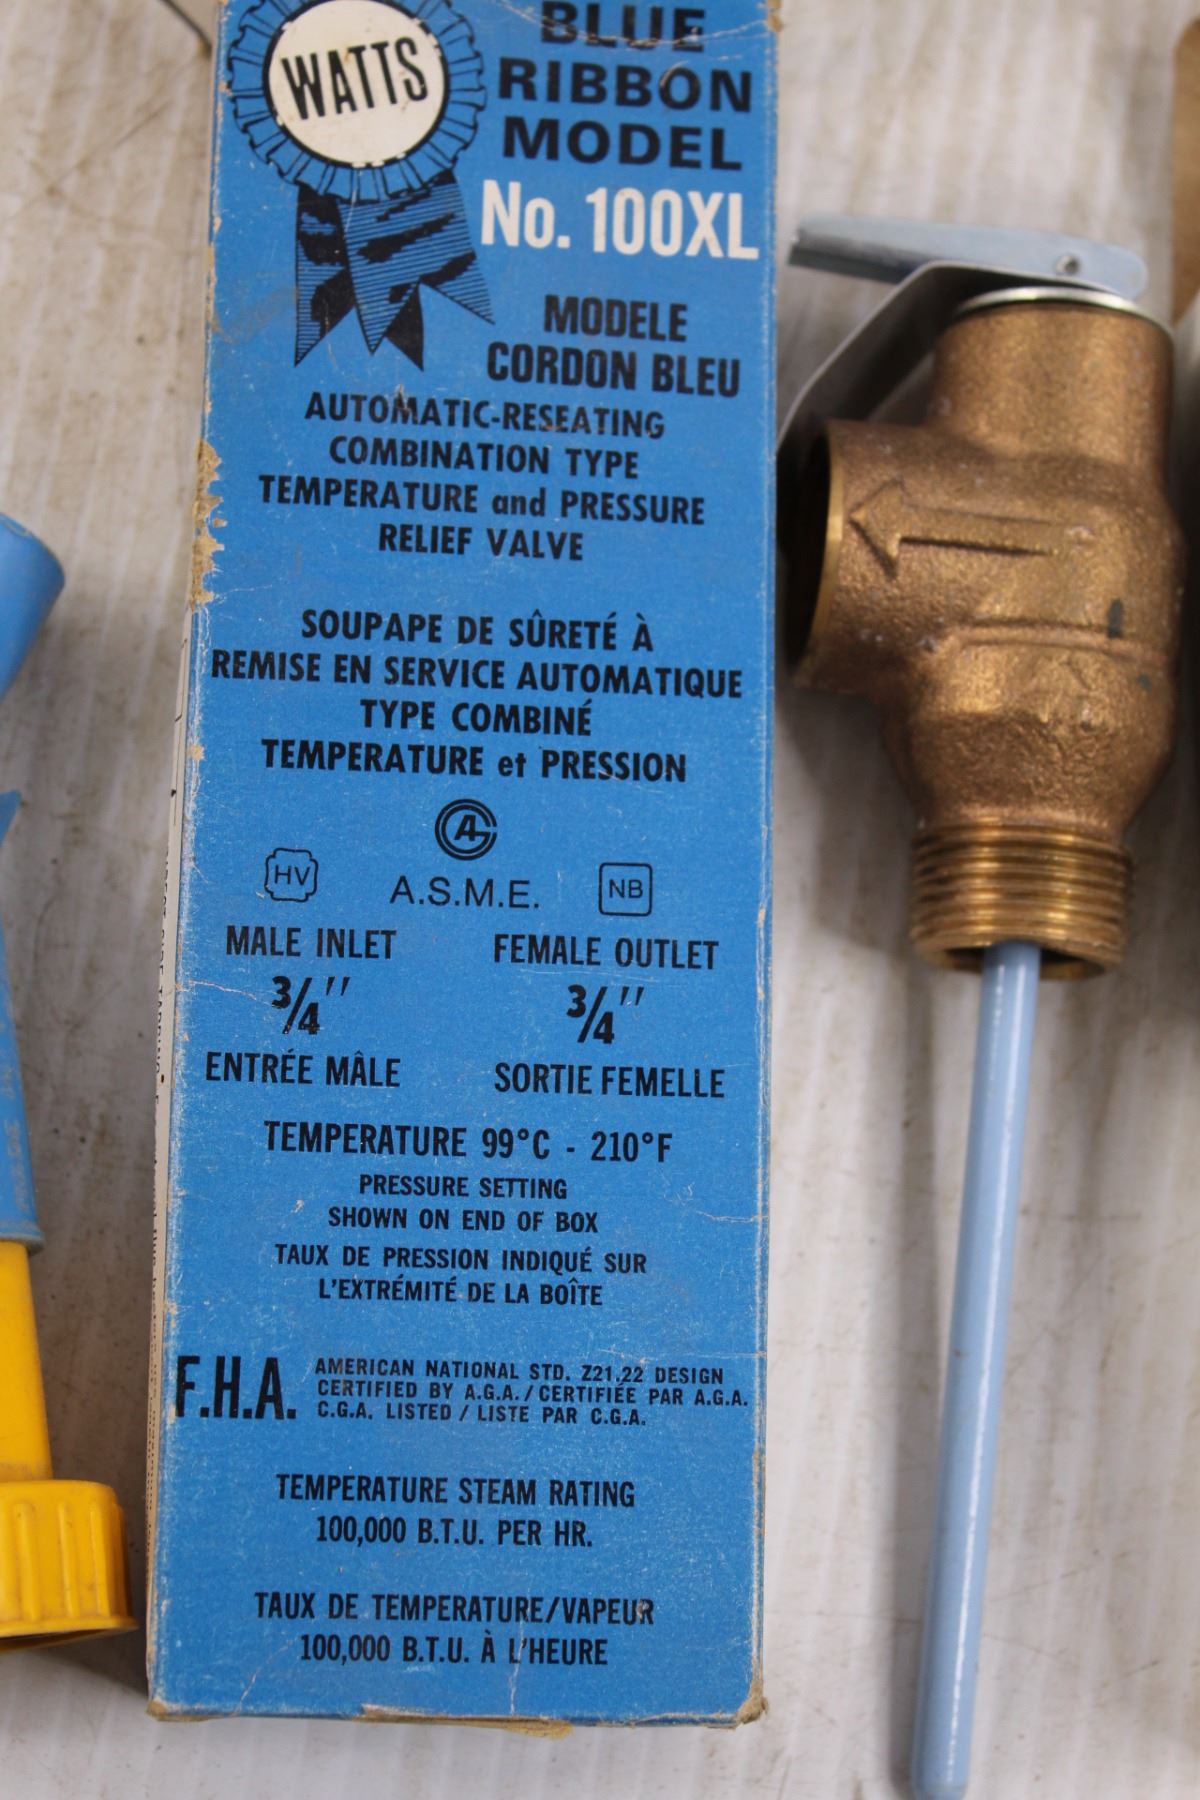 WATTS
BLUE
RIBBON
MODEL
No. 100XL
MODELE
CORDON BLEU
AUTOMATIC-RESEATING
COMBINATION TYPE
TEMPERATURE and PRESSURE
RELIEF VALVE
SOUPAPE DE SÛRETÉ À
REMISE EN SERVICE AUTOMATIQUE
TYPE COMBINÉ
TEMPERATURE et PRESSION
HV A.S.M.E. NB
MALE INLET FEMALE OUTLET
3/4" 3/4"
ENTRÉE MÂLE SORTIE FEMELLE
TEMPERATURE 99°C - 210°F
PRESSURE SETTING
SHOWN ON END OF BOX
TAUX DE PRESSION INDIQUÉ SUR
L'EXTRÉMITÉ DE LA BOÎTE
F.H.A.
AMERICAN NATIONAL STD. Z21.22 DESIGN
CERTIFIED BY A.G.A./CERTIFIÉE PAR A.G.A.
C.G.A. LISTED / LISTE PAR C.G.A.
TEMPERATURE STEAM RATING
100,000 B.T.U. PER HR.
TAUX DE TEMPERATURE/VAPEUR
100,000 B.T.U. À L'HEURE